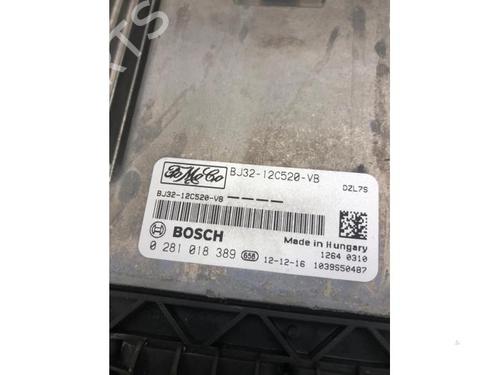 FoMoCo BJ32-12C520-VB
DZL7S
BJ32-12C520-VB
BOSCH
Made in Hungary
0 281 018 389 658 12-12-16
1264 0310
1039S50487